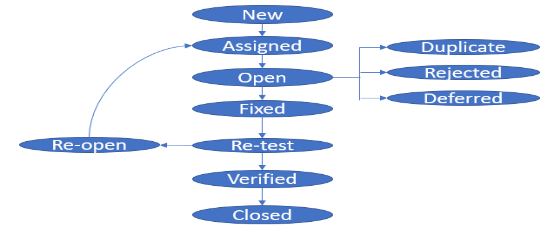 New
Assigned
Duplicate
Open
Rejected
Deferred
Fixed
Re-open
Re-test
Verified
Closed